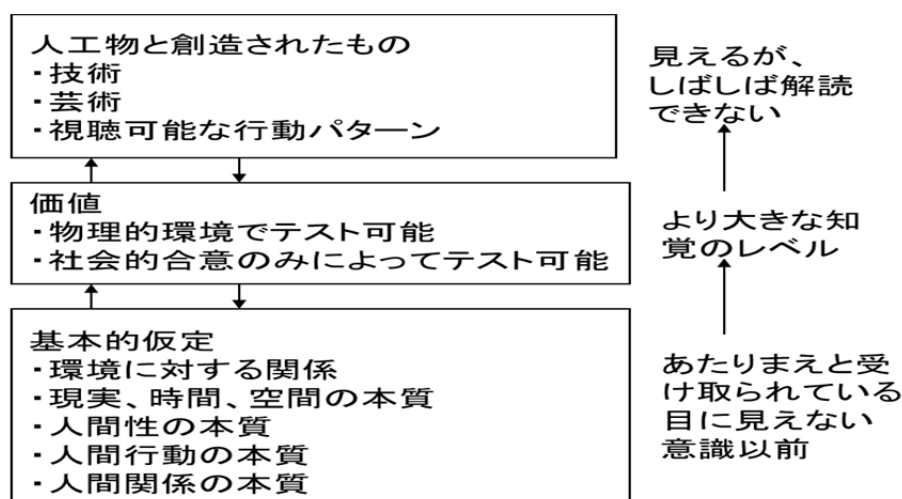 人工物と創造されたもの
・技術
・芸術
・視聴可能な行動パターン
見えるが、
しばしば解読
できない
価値
・物理的環境でテスト可能
・社会的合意のみによってテスト可能
より大きな知
覚のレベル
基本的仮定
・環境に対する関係
・現実、時間、空間の本質
・人間性の本質
・人間行動の本質
・人間関係の本質
あたりまえと受
け取られている
目に見えない
意識以前